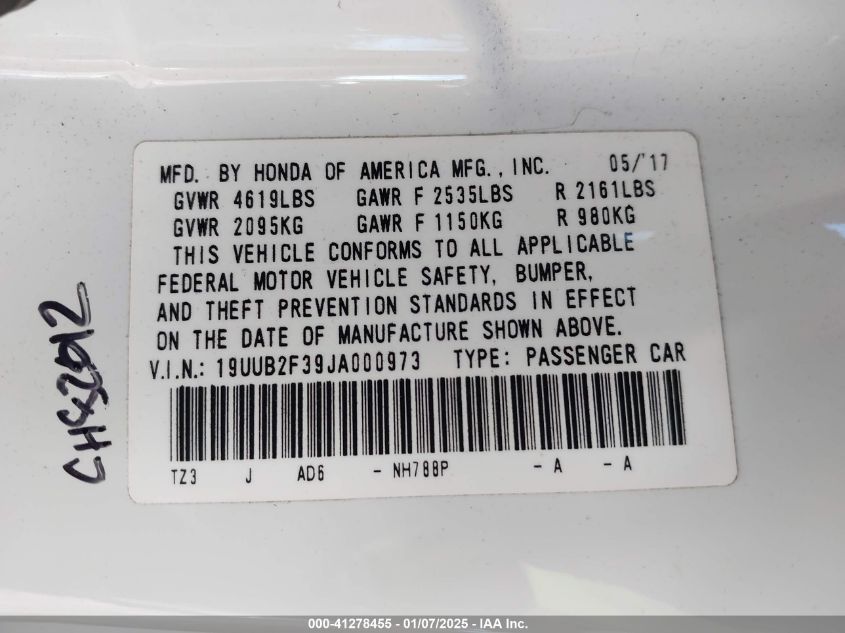 MFD. BY HONDA OF AMERICA MFG., INC. 05/'17
GVWR 4619LBS GAWR F 2535LBS R 2161LBS
GVWR 2095KG GAWR F 1150KG R 980KG
THIS VEHICLE CONFORMS TO ALL APPLICABLE
FEDERAL MOTOR VEHICLE SAFETY, BUMPER,
AND THEFT PREVENTION STANDARDS IN EFFECT
ON THE DATE OF MANUFACTURE SHOWN ABOVE.
V.I.N.: 19UUB2F39JA000973 TYPE: PASSENGER CAR
TZ3 J AD6 - NH788P - A - A
000-41278455 - 01/07/2025 - IAA Inc.